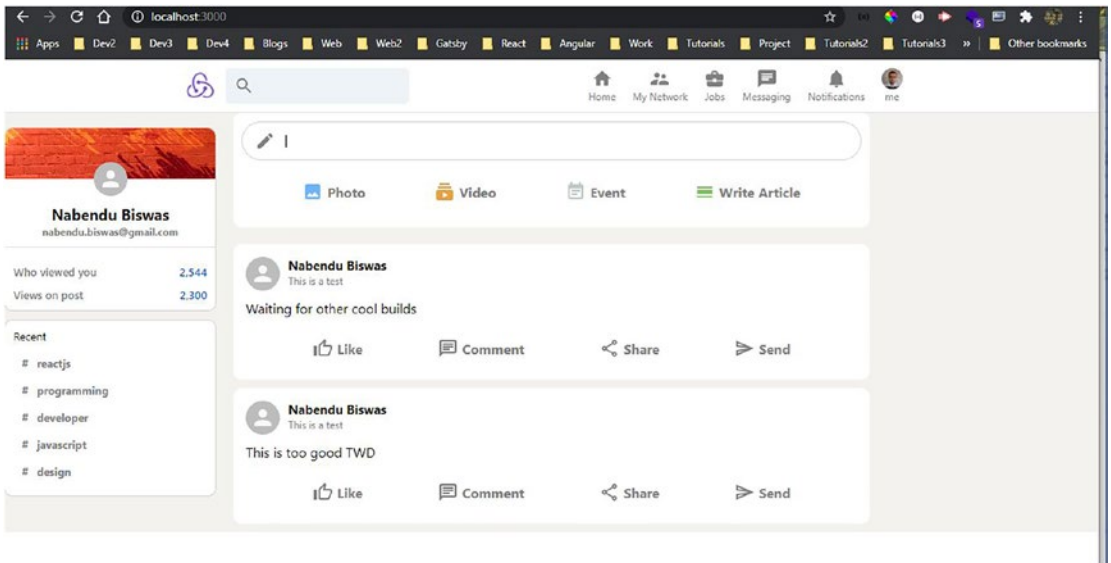 localhost:3000
Apps Dev2 Dev3 Dev4 Blogs Web Web2 Gatsby React Angular Work Tutorials Project Tutorials2 Tutorials3 » Other bookmarks
Home My Network Jobs Messaging Notifications me
Photo Video Event Write Article
Nabendu Biswas
nabendu.biswas@gmail.com
Who viewed you 2,544
Views on post 2,300
Recent
# reactjs
# programming
# developer
# javascript
# design
Nabendu Biswas
This is a test
Waiting for other cool builds
Like Comment Share Send
Nabendu Biswas
This is a test
This is too good TWD
Like Comment Share Send